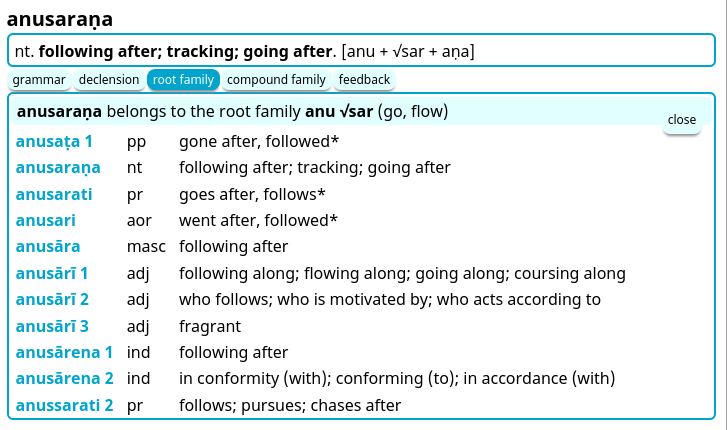 anusaraṇa
nt. following after; tracking; going after. [anu + √sar + aṇa]
grammar declension root family compound family feedback
anusaraṇa belongs to the root family anu √sar (go, flow)
close
anusaṭa 1 pp gone after, followed*
anusaraṇa nt following after; tracking; going after
anusarati pr goes after, follows*
anusari aor went after, followed*
anusāra masc following after
anusārī 1 adj following along; flowing along; going along; coursing along
anusārī 2 adj who follows; who is motivated by; who acts according to
anusārī 3 adj fragrant
anusārena 1 ind following after
anusārena 2 ind in conformity (with); conforming (to); in accordance (with)
anussarati 2 pr follows; pursues; chases after